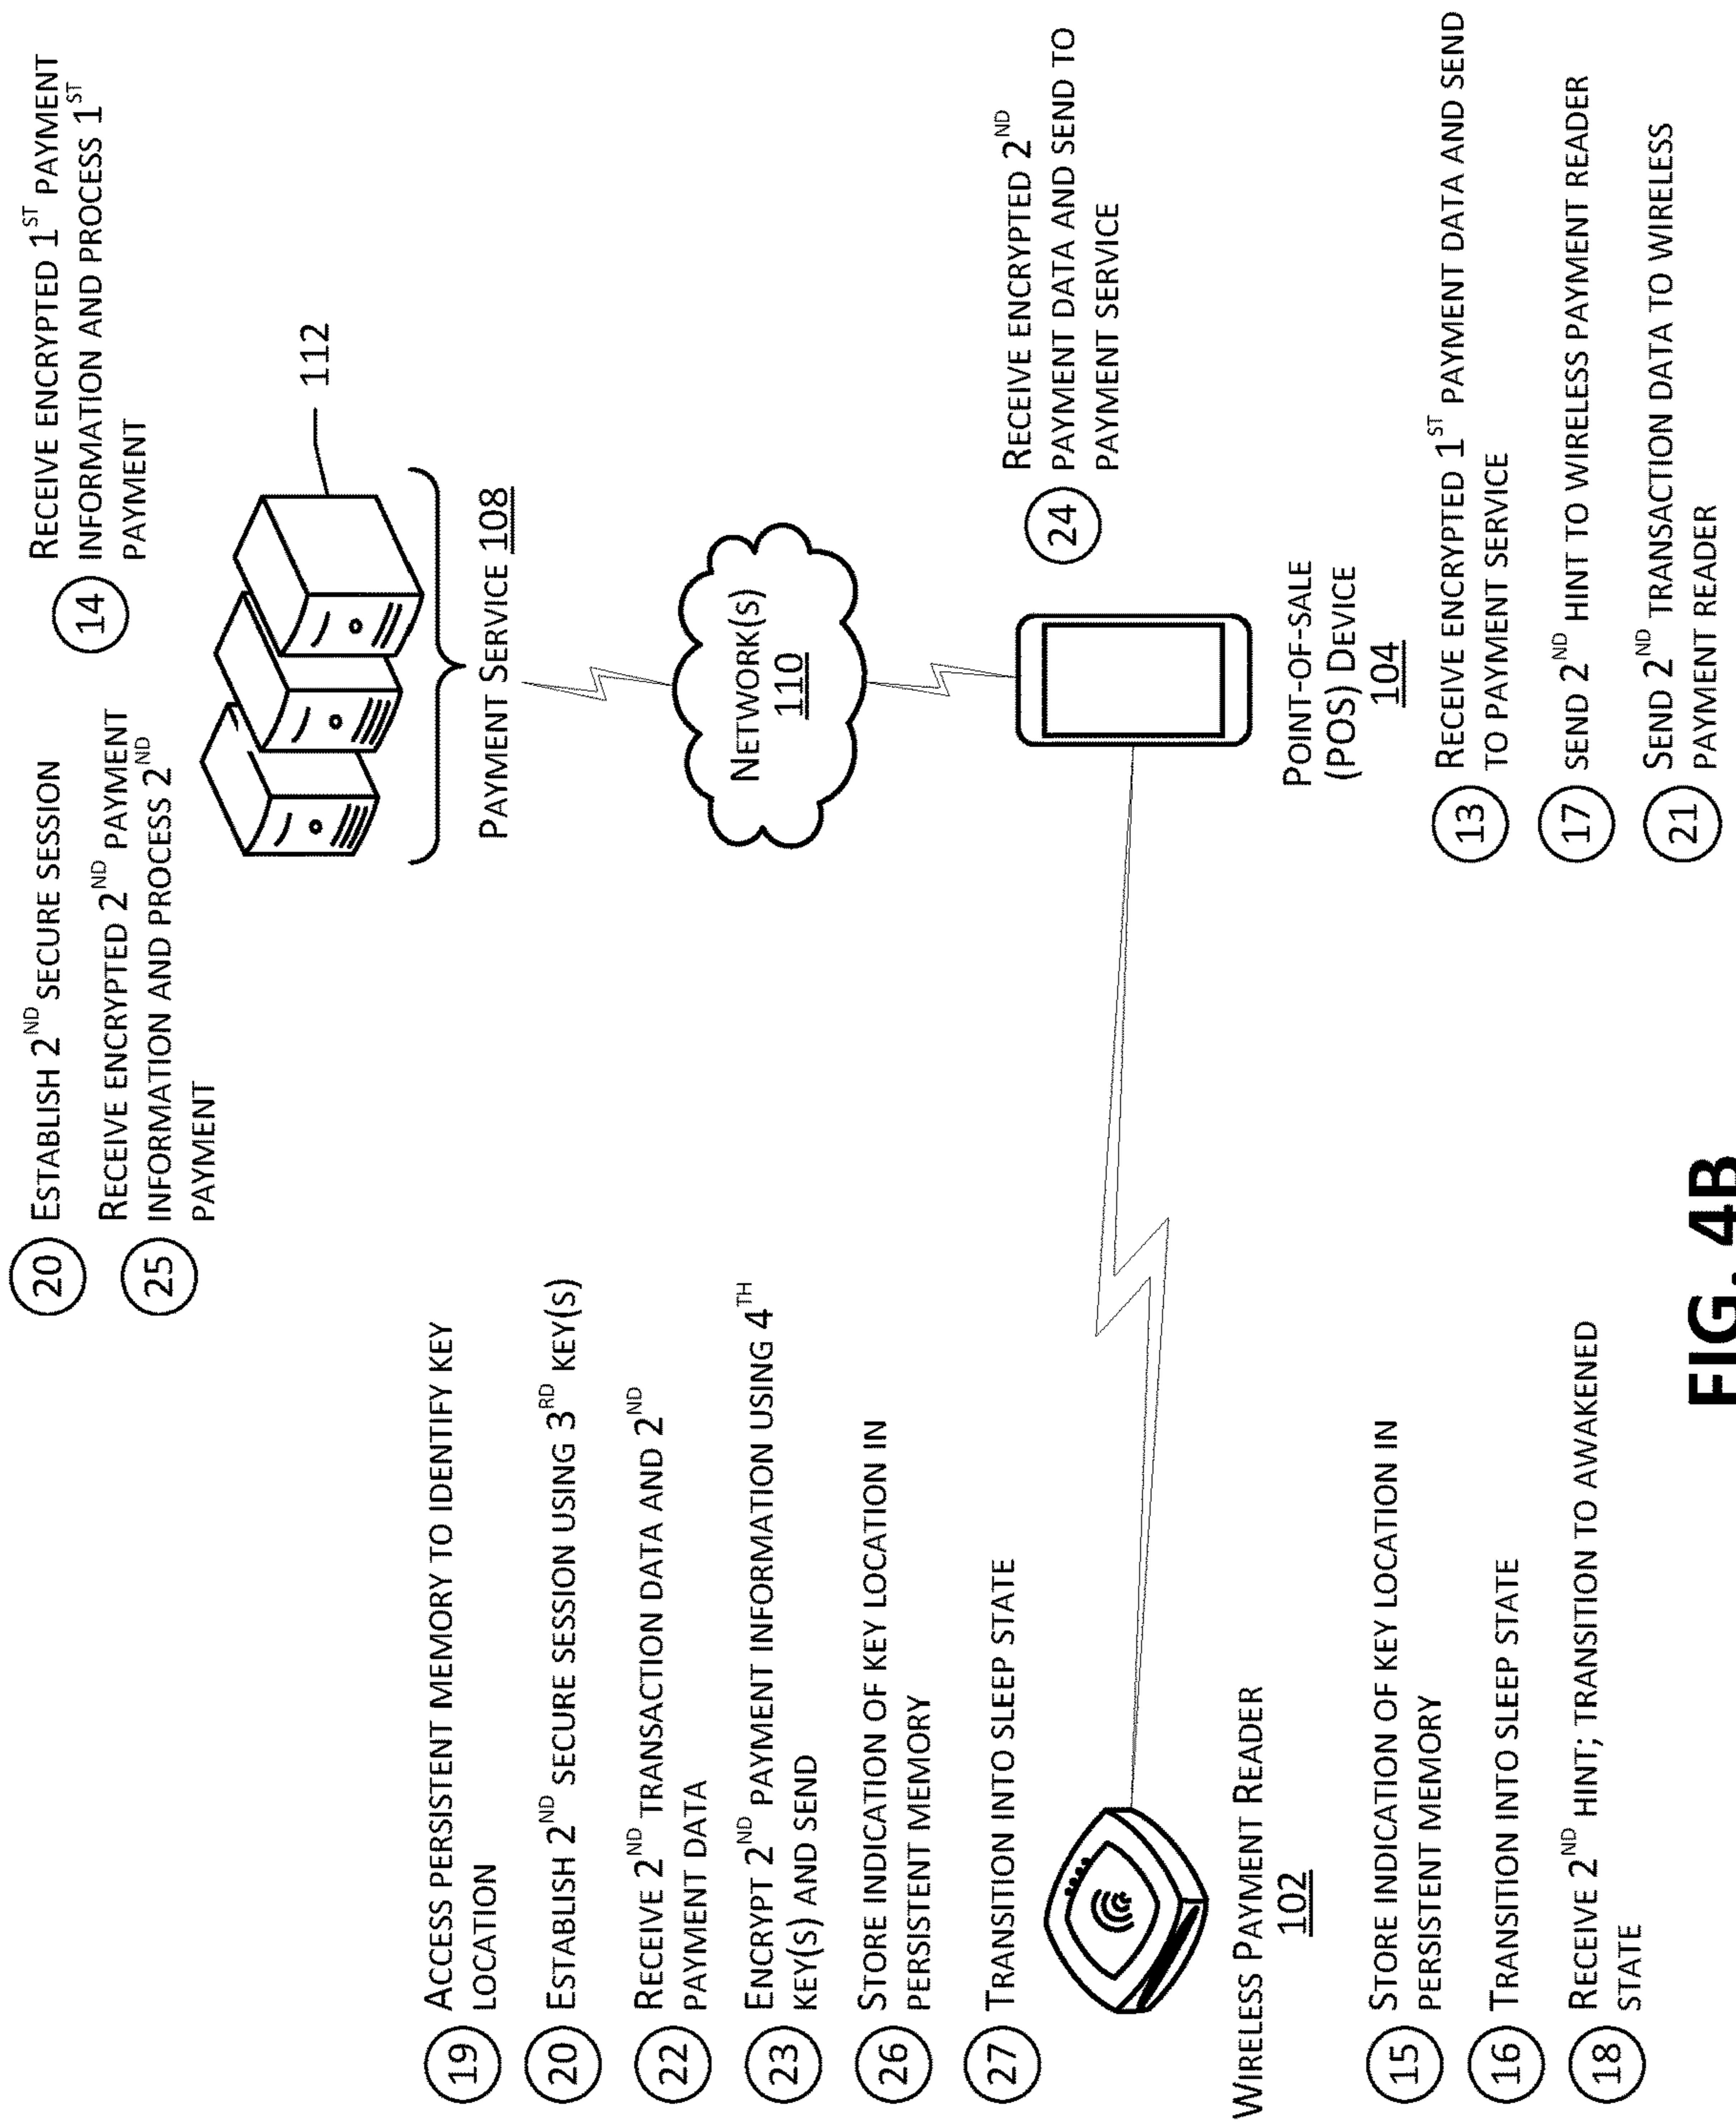 20 ESTABLISH 2ND SECURE SESSION
25 RECEIVE ENCRYPTED 2ND PAYMENT
INFORMATION AND PROCESS 2ND
PAYMENT
14 RECEIVE ENCRYPTED 1ST PAYMENT
INFORMATION AND PROCESS 1ST
PAYMENT
112
PAYMENT SERVICE 108
NETWORK(S)
110
19 ACCESS PERSISTENT MEMORY TO IDENTIFY KEY
LOCATION
20 ESTABLISH 2ND SECURE SESSION USING 3RD KEY(S)
22 RECEIVE 2ND TRANSACTION DATA AND 2ND
PAYMENT DATA
23 ENCRYPT 2ND PAYMENT INFORMATION USING 4TH
KEY(S) AND SEND
26 STORE INDICATION OF KEY LOCATION IN
PERSISTENT MEMORY
27 TRANSITION INTO SLEEP STATE
24 RECEIVE ENCRYPTED 2ND
PAYMENT DATA AND SEND TO
PAYMENT SERVICE
WIRELESS PAYMENT READER
102
POINT-OF-SALE
(POS) DEVICE
104
15 STORE INDICATION OF KEY LOCATION IN
PERSISTENT MEMORY
16 TRANSITION INTO SLEEP STATE
18 RECEIVE 2ND HINT; TRANSITION TO AWAKENED
STATE
13 RECEIVE ENCRYPTED 1ST PAYMENT DATA AND SEND
TO PAYMENT SERVICE
17 SEND 2ND HINT TO WIRELESS PAYMENT READER
21 SEND 2ND TRANSACTION DATA TO WIRELESS
PAYMENT READER
FIG. 4B